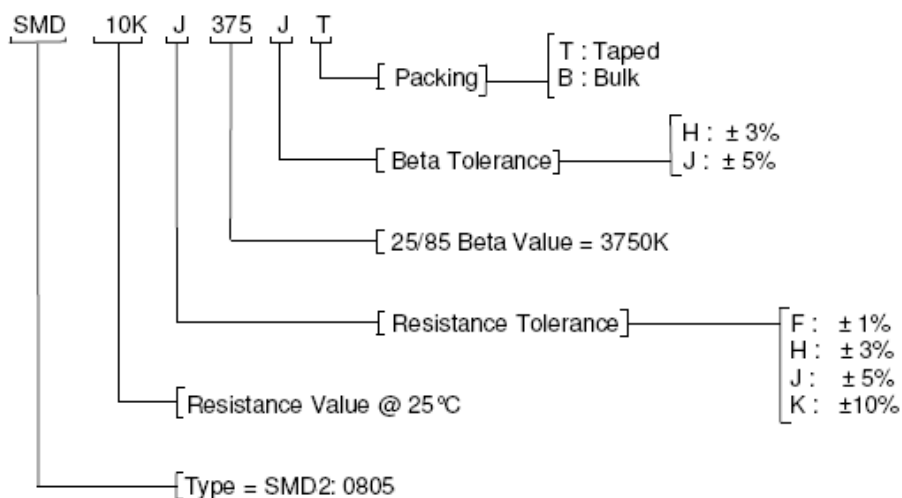 SMD 10K J 375 J T
T : Taped
[ Packing ]
B : Bulk
H : ± 3%
[ Beta Tolerance ]
J : ± 5%
[ 25/85 Beta Value = 3750K
[ Resistance Tolerance ]
F : ± 1%
H : ± 3%
J : ± 5%
K : ±10%
[ Resistance Value @ 25°C
[ Type = SMD2: 0805